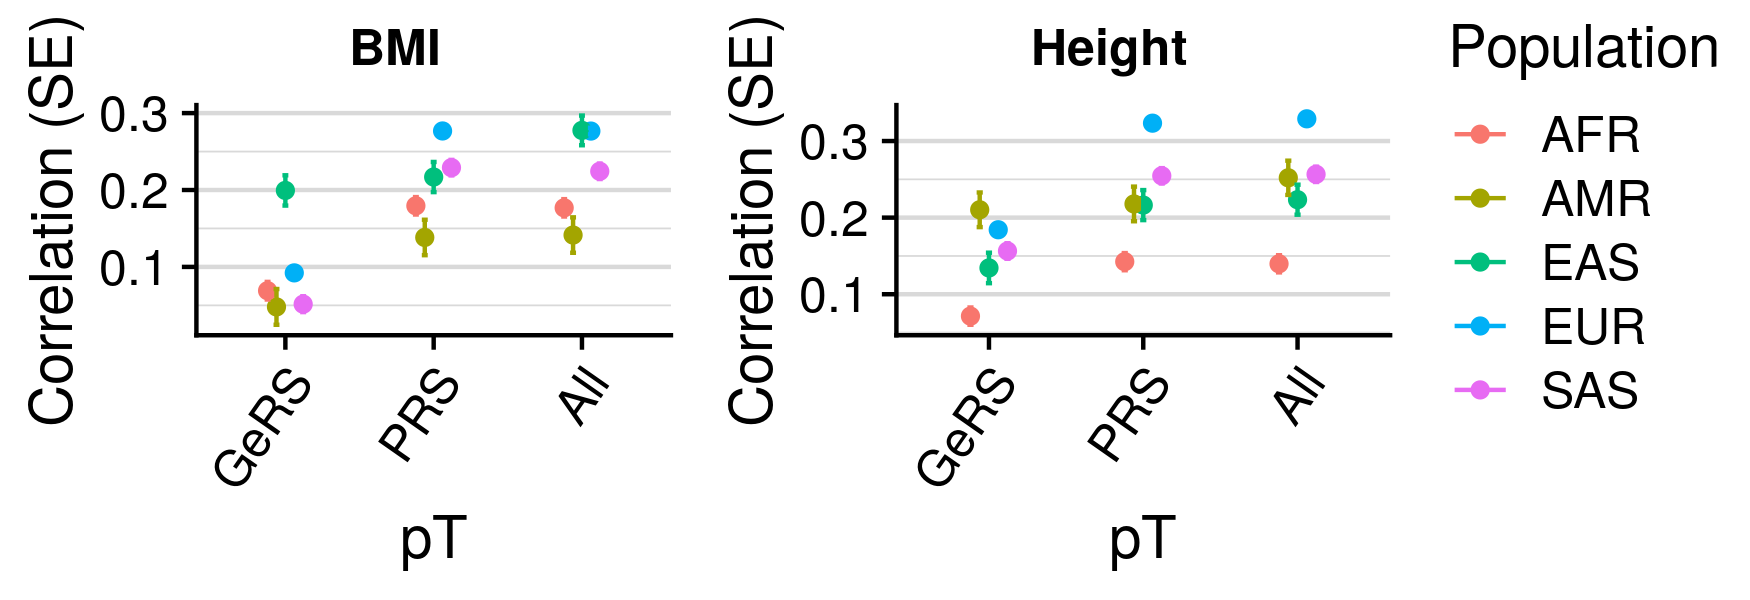 BMI
Correlation (SE)
0.3
0.2
0.1
GeRS
PRS
All
pT
Height
Correlation (SE)
0.3
0.2
0.1
GeRS
PRS
All
pT
Population
AFR
AMR
EAS
EUR
SAS